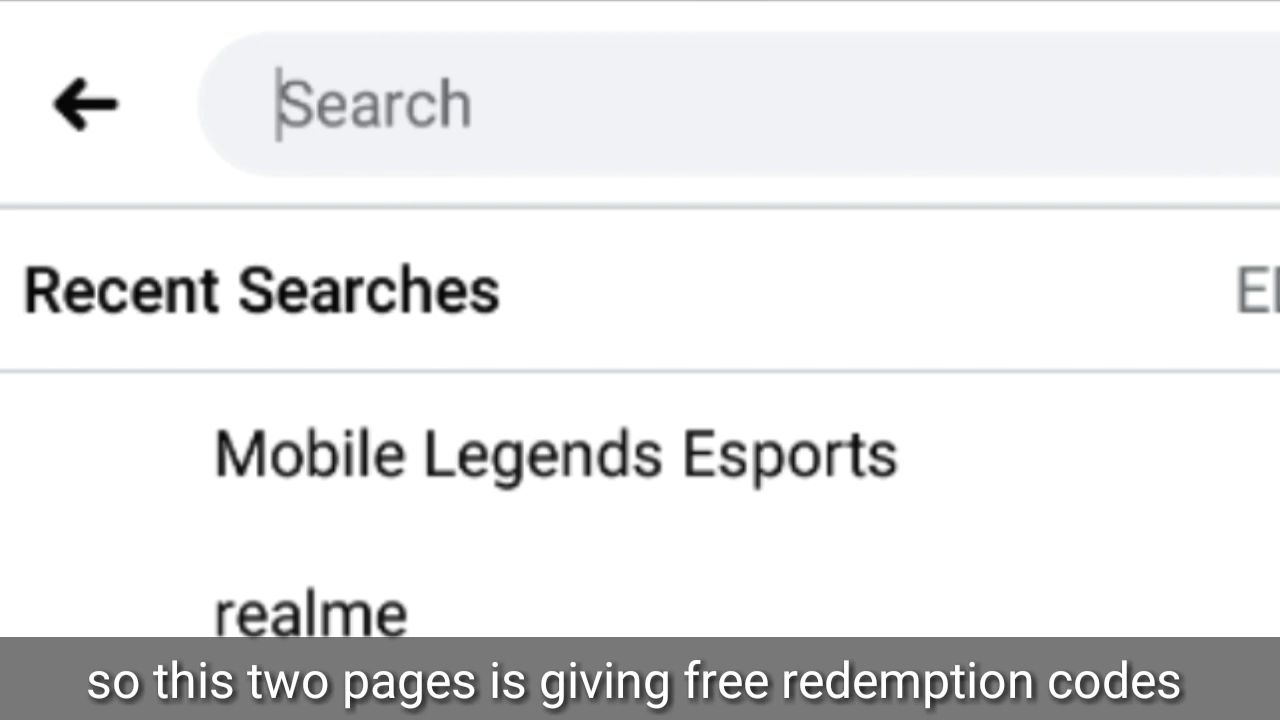 Search
Recent Searches
Mobile Legends Esports
realme
so this two pages is giving free redemption codes